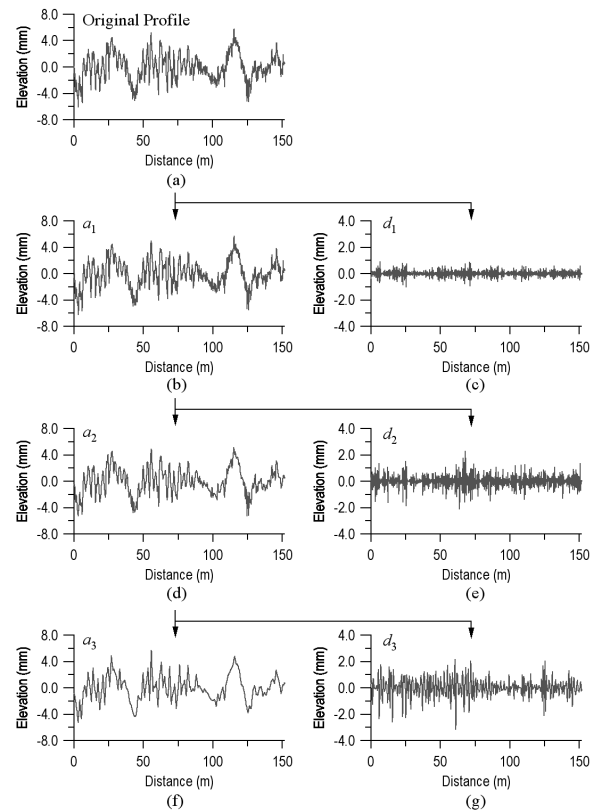 Original Profile
Elevation (mm)
8.0
4.0
0.0
-4.0
-8.0
0 50 100 150
Distance (m)
(a)
a1
Elevation (mm)
8.0
4.0
0.0
-4.0
-8.0
0 50 100 150
Distance (m)
(b)
d1
Elevation (mm)
4.0
2.0
0.0
-2.0
-4.0
0 50 100 150
Distance (m)
(c)
a2
Elevation (mm)
8.0
4.0
0.0
-4.0
-8.0
0 50 100 150
Distance (m)
(d)
d2
Elevation (mm)
4.0
2.0
0.0
-2.0
-4.0
0 50 100 150
Distance (m)
(e)
a3
Elevation (mm)
8.0
4.0
0.0
-4.0
-8.0
0 50 100 150
Distance (m)
(f)
d3
Elevation (mm)
4.0
2.0
0.0
-2.0
-4.0
0 50 100 150
Distance (m)
(g)